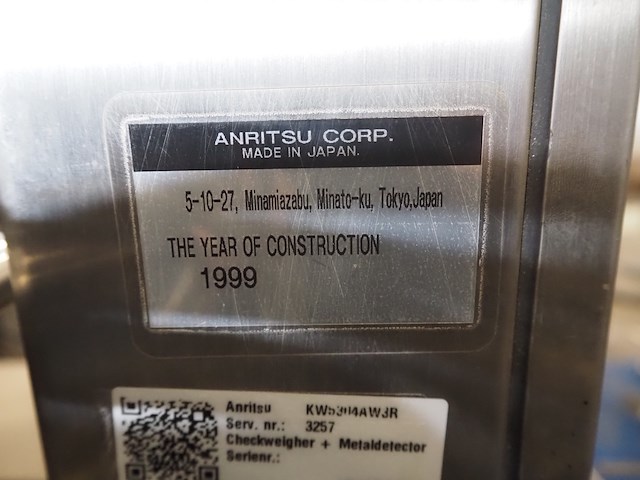 ANRITSU CORP.
MADE IN JAPAN.
5-10-27, Minamiazabu, Minato-ku, Tokyo,Japan
THE YEAR OF CONSTRUCTION
1999
Anritsu KW5304AW3R
Serv. nr.: 3257
Checkweigher + Metaldetector
Serienr.: